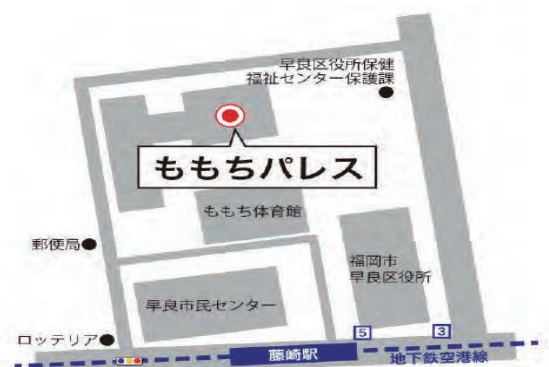 早良区役所保健
福祉センター保護課
ももちパレス
ももち体育館
郵便局
福岡市
早良区役所
早良市民センター
ロッテリア
5
3
藤崎駅
地下鉄空港線